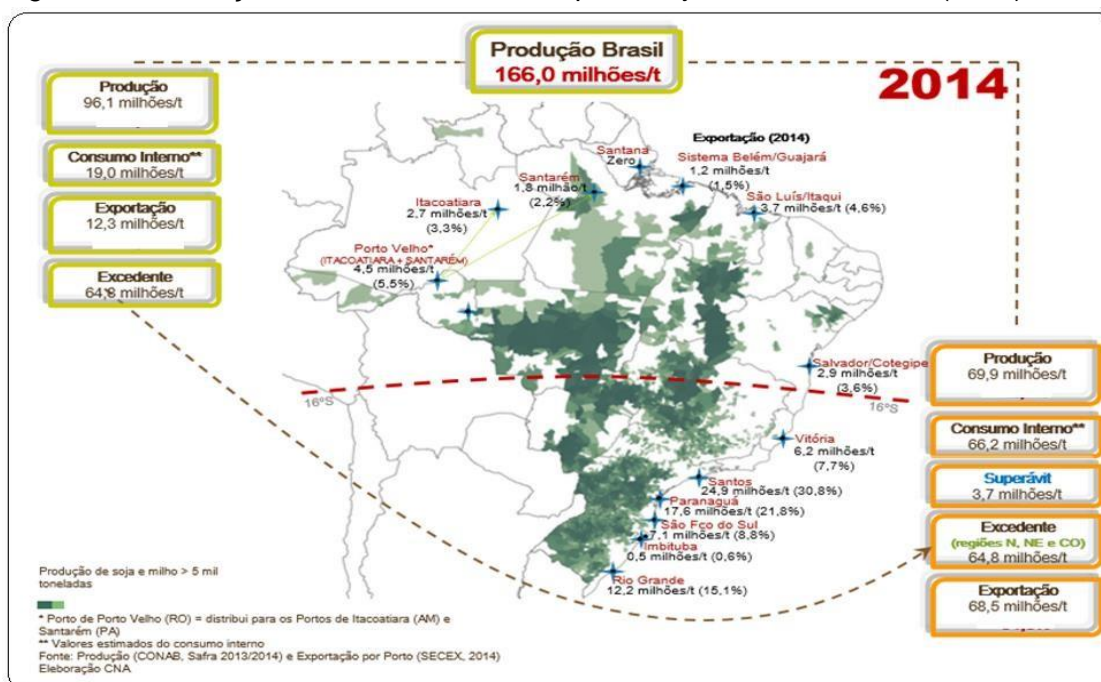 Produção Brasil
166,0 milhões/t
2014
Produção
96,1 milhões/t
Consumo Interno**
19,0 milhões/t
Exportação
12,3 milhões/t
Excedente
64,8 milhões/t
Exportação (2014)
Santana
Zero
Sistema Belém/Guajará
1,2 milhões/t
(1,5%)
Santarém
1,8 milhão/t
(2,2%)
São Luís/Itaqui
3,7 milhões/t (4,6%)
Itacoatiara
2,7 milhões/t
(3,3%)
Porto Velho*
(ITACOATIARA + SANTARÉM)
4,5 milhões/t
(5,5%)
Salvador/Cotegipe
2,9 milhões/t
(3,6%)
16ºS
16ºS
Vitória
6,2 milhões/t
(7,7%)
Santos
24,9 milhões/t (30,8%)
Paranaguá
17,6 milhões/t (21,8%)
São Fco do Sul
7,1 milhões/t (8,8%)
Imbituba
0,5 milhões/t (0,6%)
Rio Grande
12,2 milhões/t (15,1%)
Produção
69,9 milhões/t
Consumo Interno**
66,2 milhões/t
Superávit
3,7 milhões/t
Excedente
(regiões N, NE e CO)
64,8 milhões/t
Exportação
68,5 milhões/t
Produção de soja e milho > 5 mil
toneladas
* Porto de Porto Velho (RO) = distribui para os Portos de Itacoatiara (AM) e
Santarém (PA)
** Valores estimados do consumo interno
Fonte: Produção (CONAB, Safra 2013/2014) e Exportação por Porto (SECEX, 2014)
Eleboração CNA